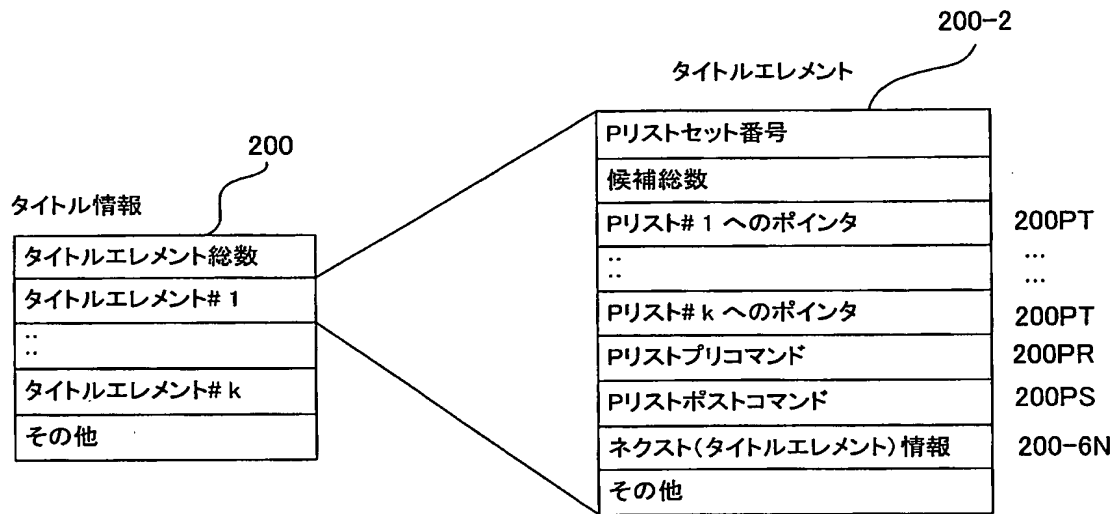 200-2
タイトルエレメント
200
タイトル情報
タイトルエレメント総数
タイトルエレメント#1
::
タイトルエレメント#k
その他
Pリストセット番号
候補総数
Pリスト#1 へのポインタ 200PT
:: …
…
Pリスト#k へのポインタ 200PT
Pリストプリコマンド 200PR
Pリストポストコマンド 200PS
ネクスト(タイトルエレメント)情報 200-6N
その他